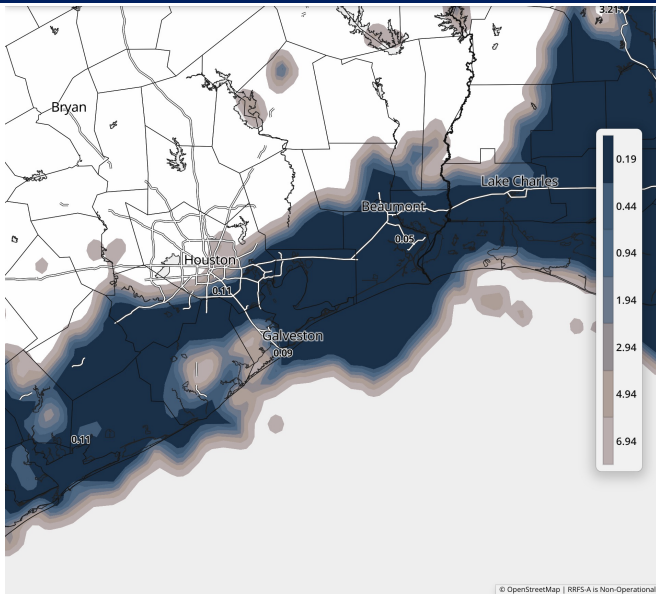 3.21
Bryan
0.19
Lake Charles
0.44
Beaumont
0.05
0.94
Houston
0.11
1.94
Galveston
2.94
0.09
4.94
0.11
6.94
© OpenStreetMap | RRFS-A is Non-Operational